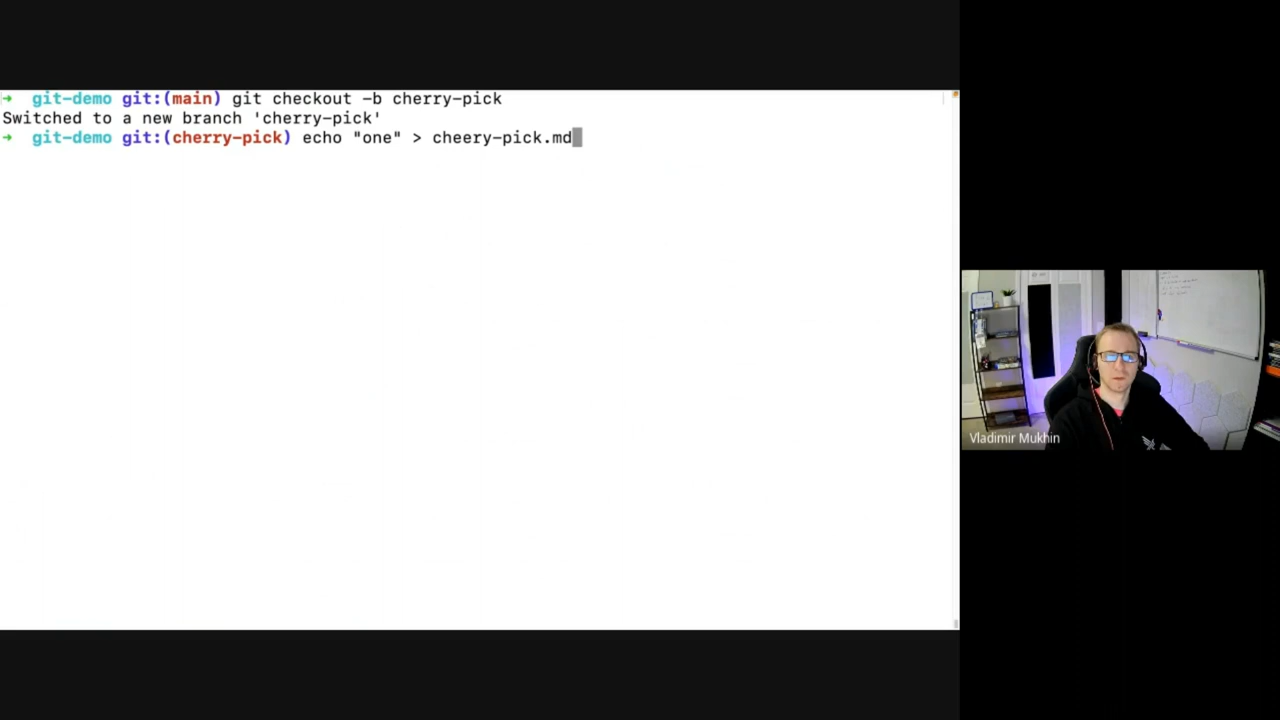 ➜ git-demo git:(main) git checkout -b cherry-pick
Switched to a new branch 'cherry-pick'
➜ git-demo git:(cherry-pick) echo "one" > cheery-pick.md
Vladimir Mukhin